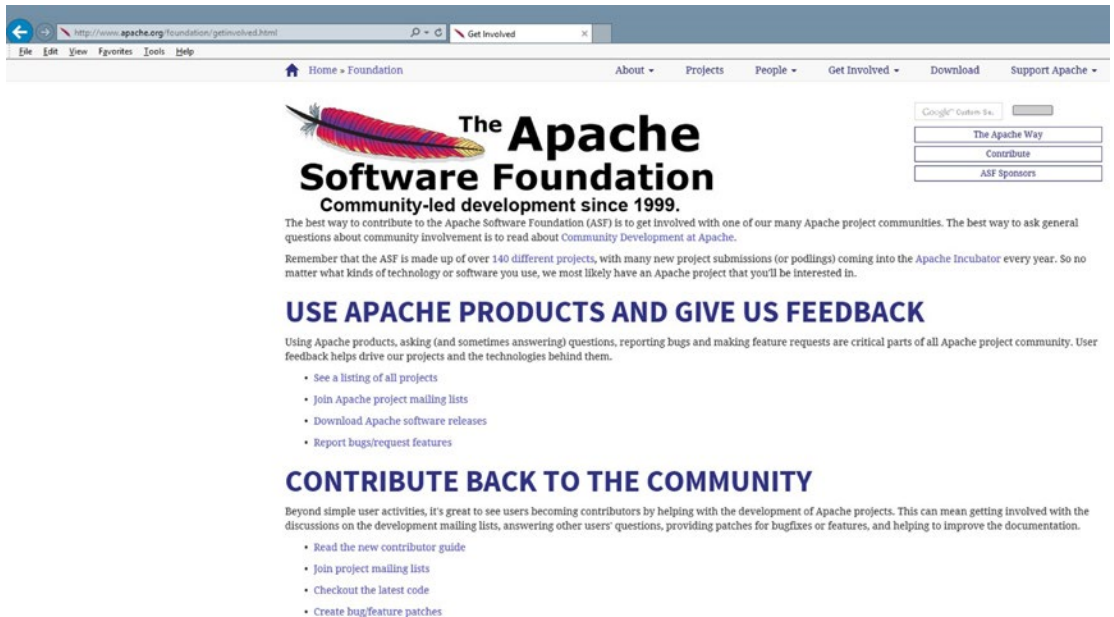 http://www.apache.org/foundation/getinvolved.html
Get Involved
File Edit View Favorites Tools Help
Home » Foundation
About Projects People Get Involved Download Support Apache
The Apache
Software Foundation
Community-led development since 1999.
Google Custom Se
The Apache Way
Contribute
ASF Sponsors
The best way to contribute to the Apache Software Foundation (ASF) is to get involved with one of our many Apache project communities. The best way to ask general
questions about community involvement is to read about Community Development at Apache.
Remember that the ASF is made up of over 140 different projects, with many new project submissions (or podlings) coming into the Apache Incubator every year. So no
matter what kinds of technology or software you use, we most likely have an Apache project that you'll be interested in.
USE APACHE PRODUCTS AND GIVE US FEEDBACK
Using Apache products, asking (and sometimes answering) questions, reporting bugs and making feature requests are critical parts of all Apache project community. User
feedback helps drive our projects and the technologies behind them.
• See a listing of all projects
• Join Apache project mailing lists
• Download Apache software releases
• Report bugs/request features
CONTRIBUTE BACK TO THE COMMUNITY
Beyond simple user activities, it's great to see users becoming contributors by helping with the development of Apache projects. This can mean getting involved with the
discussions on the development mailing lists, answering other users' questions, providing patches for bugfixes or features, and helping to improve the documentation.
• Read the new contributor guide
• Join project mailing lists
• Checkout the latest code
• Create bug/feature patches